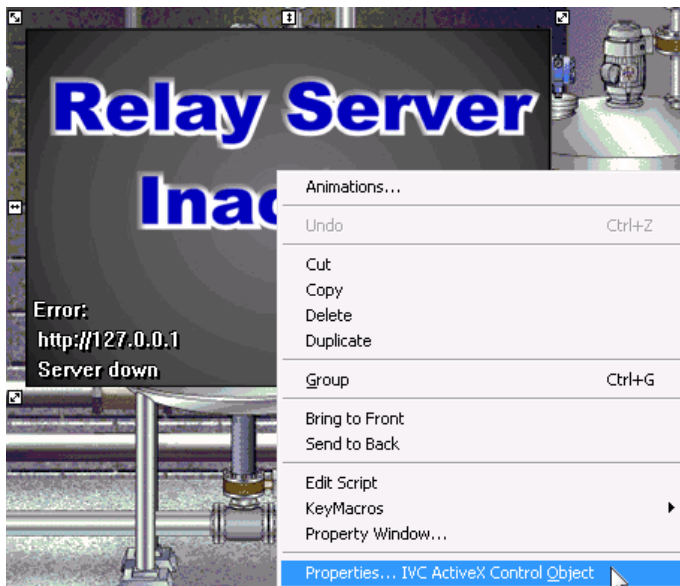 Relay Server
Inac
Error:
http://127.0.0.1
Server down
Animations...
Undo Ctrl+Z
Cut
Copy
Delete
Duplicate
Group Ctrl+G
Bring to Front
Send to Back
Edit Script
KeyMacros
Property Window...
Properties... IVC ActiveX Control Object